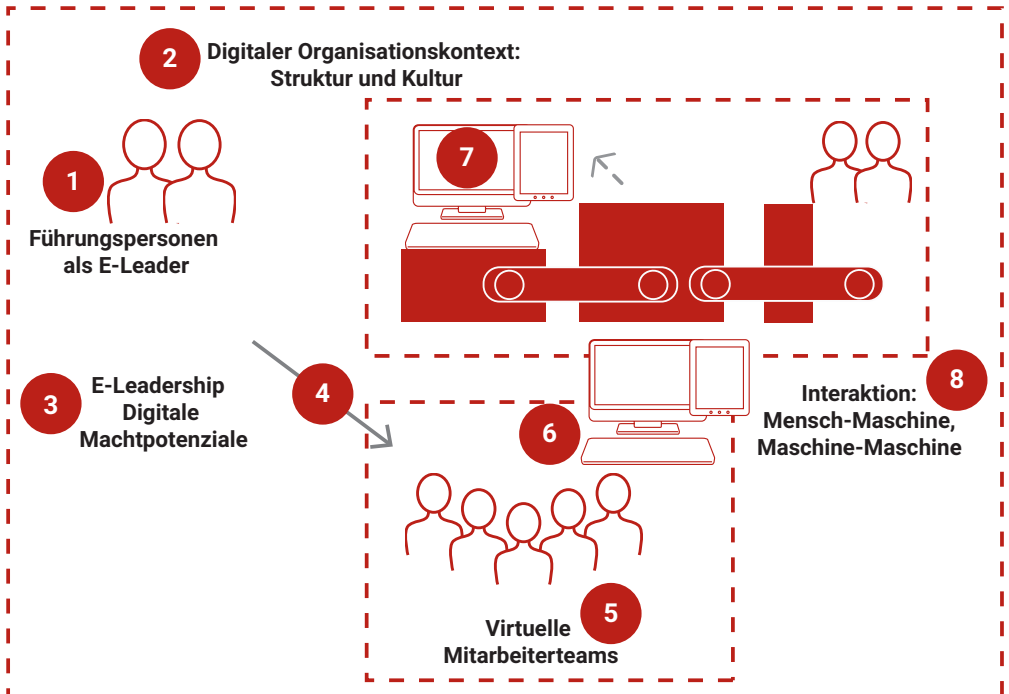 2
Digitaler Organisationskontext:
Struktur und Kultur
1
Führungspersonen
als E-Leader
7
3
E-Leadership
Digitale
Machtpotenziale
4
8
Interaktion:
Mensch-Maschine,
Maschine-Maschine
6
5
Virtuelle
Mitarbeiterteams